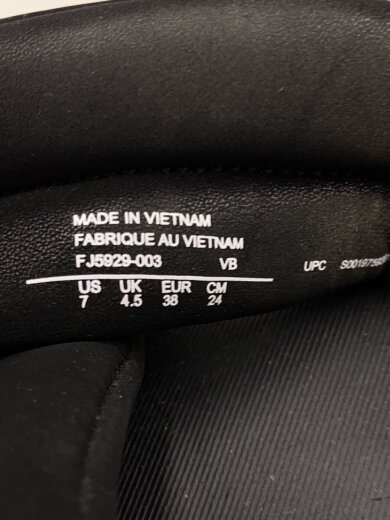 MADE IN VIETNAM
FABRIQUE AU VIETNAM
FJ5929-003 VB
UPC
US UK EUR CM
7 4.5 38 24